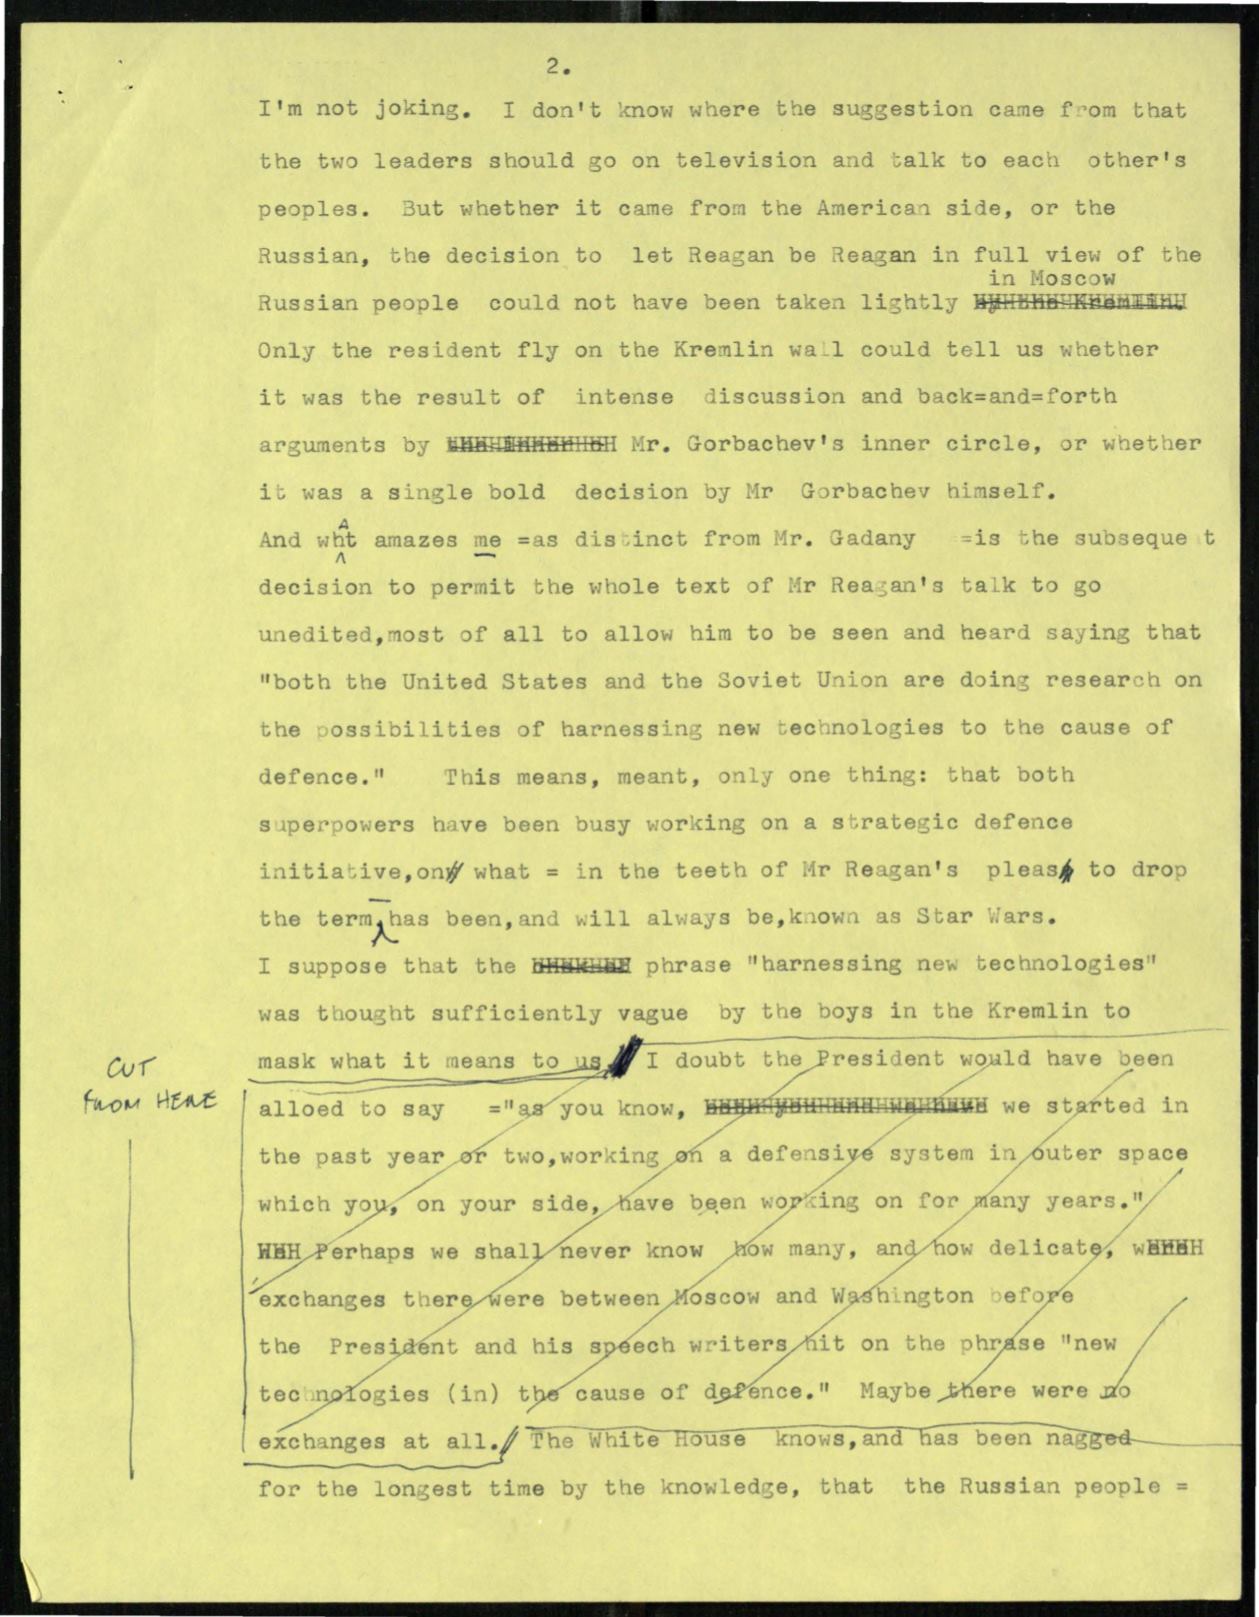 2.
I'm not joking. I don't know where the suggestion came from that
the two leaders should go on television and talk to each other's
peoples. But whether it came from the American side, or the
Russian, the decision to let Reagan be Reagan in full view of the
in Moscow
Russian people could not have been taken lightly by the Kremlin.
Only the resident fly on the Kremlin wall could tell us whether
it was the result of intense discussion and back=and=forth
arguments by Mr. Gorbachev's inner circle, or whether
it was a single bold decision by Mr Gorbachev himself.
A
And wht amazes me =as distinct from Mr. Gadany =is the subseque t
decision to permit the whole text of Mr Reagan's talk to go
unedited,most of all to allow him to be seen and heard saying that
"both the United States and the Soviet Union are doing research on
the possibilities of harnessing new technologies to the cause of
defence." This means, meant, only one thing: that both
superpowers have been busy working on a strategic defence
initiative,on what = in the teeth of Mr Reagan's pleas to drop
the term, has been,and will always be,known as Star Wars.
I suppose that the phrase "harnessing new technologies"
was thought sufficiently vague by the boys in the Kremlin to
mask what it means to us I doubt the President would have been
CUT
FROM HERE
alloed to say ="as you know, we started in
the past year or two,working on a defensive system in outer space
which you, on your side, have been working on for many years."
Perhaps we shall never know how many, and how delicate, were
exchanges there were between Moscow and Washington before
the President and his speech writers hit on the phrase "new
technologies (in) the cause of defence." Maybe there were no
exchanges at all. The White House knows,and has been nagged
for the longest time by the knowledge, that the Russian people =